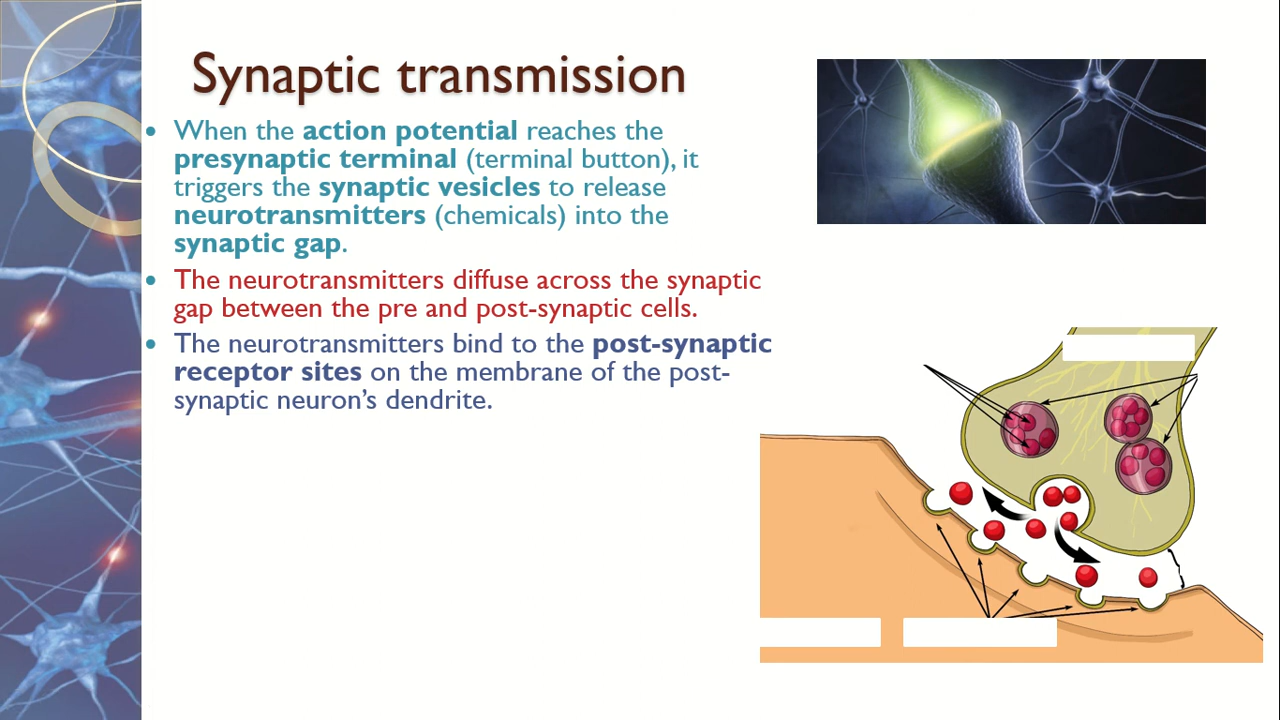 Synaptic transmission
• When the action potential reaches the
presynaptic terminal (terminal button), it
triggers the synaptic vesicles to release
neurotransmitters (chemicals) into the
synaptic gap.
• The neurotransmitters diffuse across the synaptic
gap between the pre and post-synaptic cells.
• The neurotransmitters bind to the post-synaptic
receptor sites on the membrane of the post-
synaptic neuron’s dendrite.